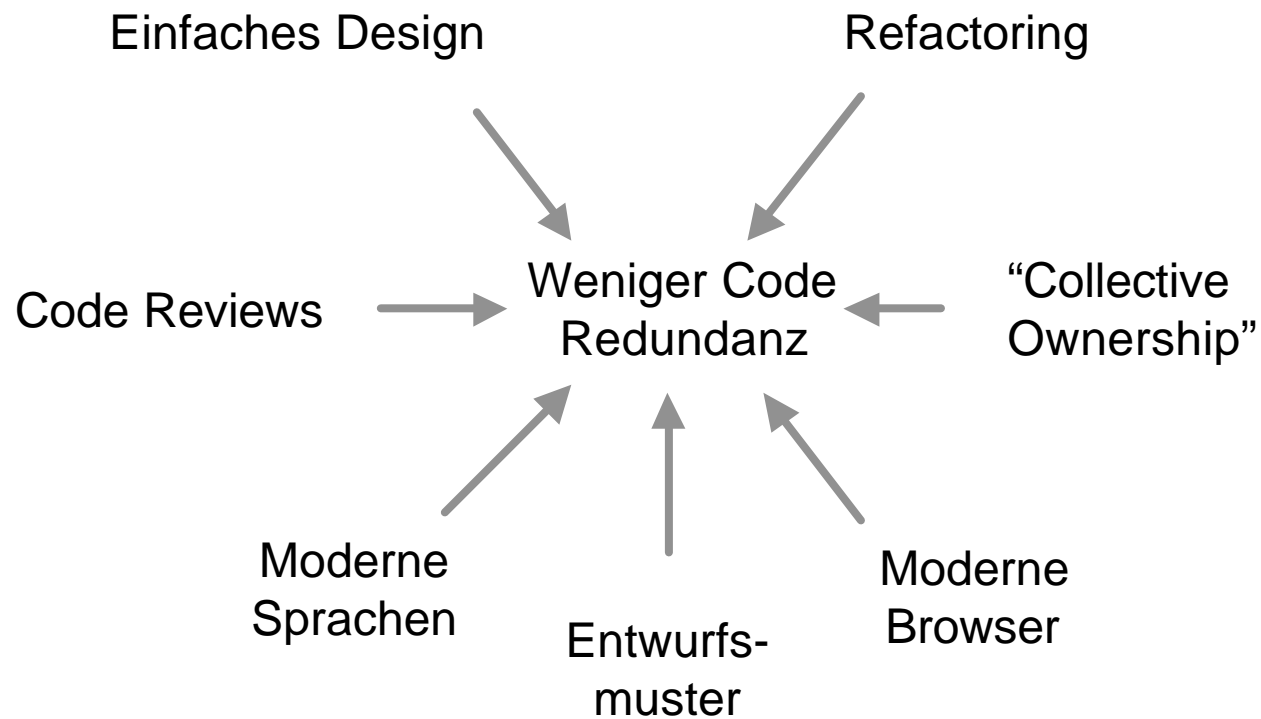 Einfaches Design
Refactoring
Code Reviews
Weniger Code
Redundanz
“Collective
Ownership”
Moderne
Sprachen
Entwurfs-
muster
Moderne
Browser